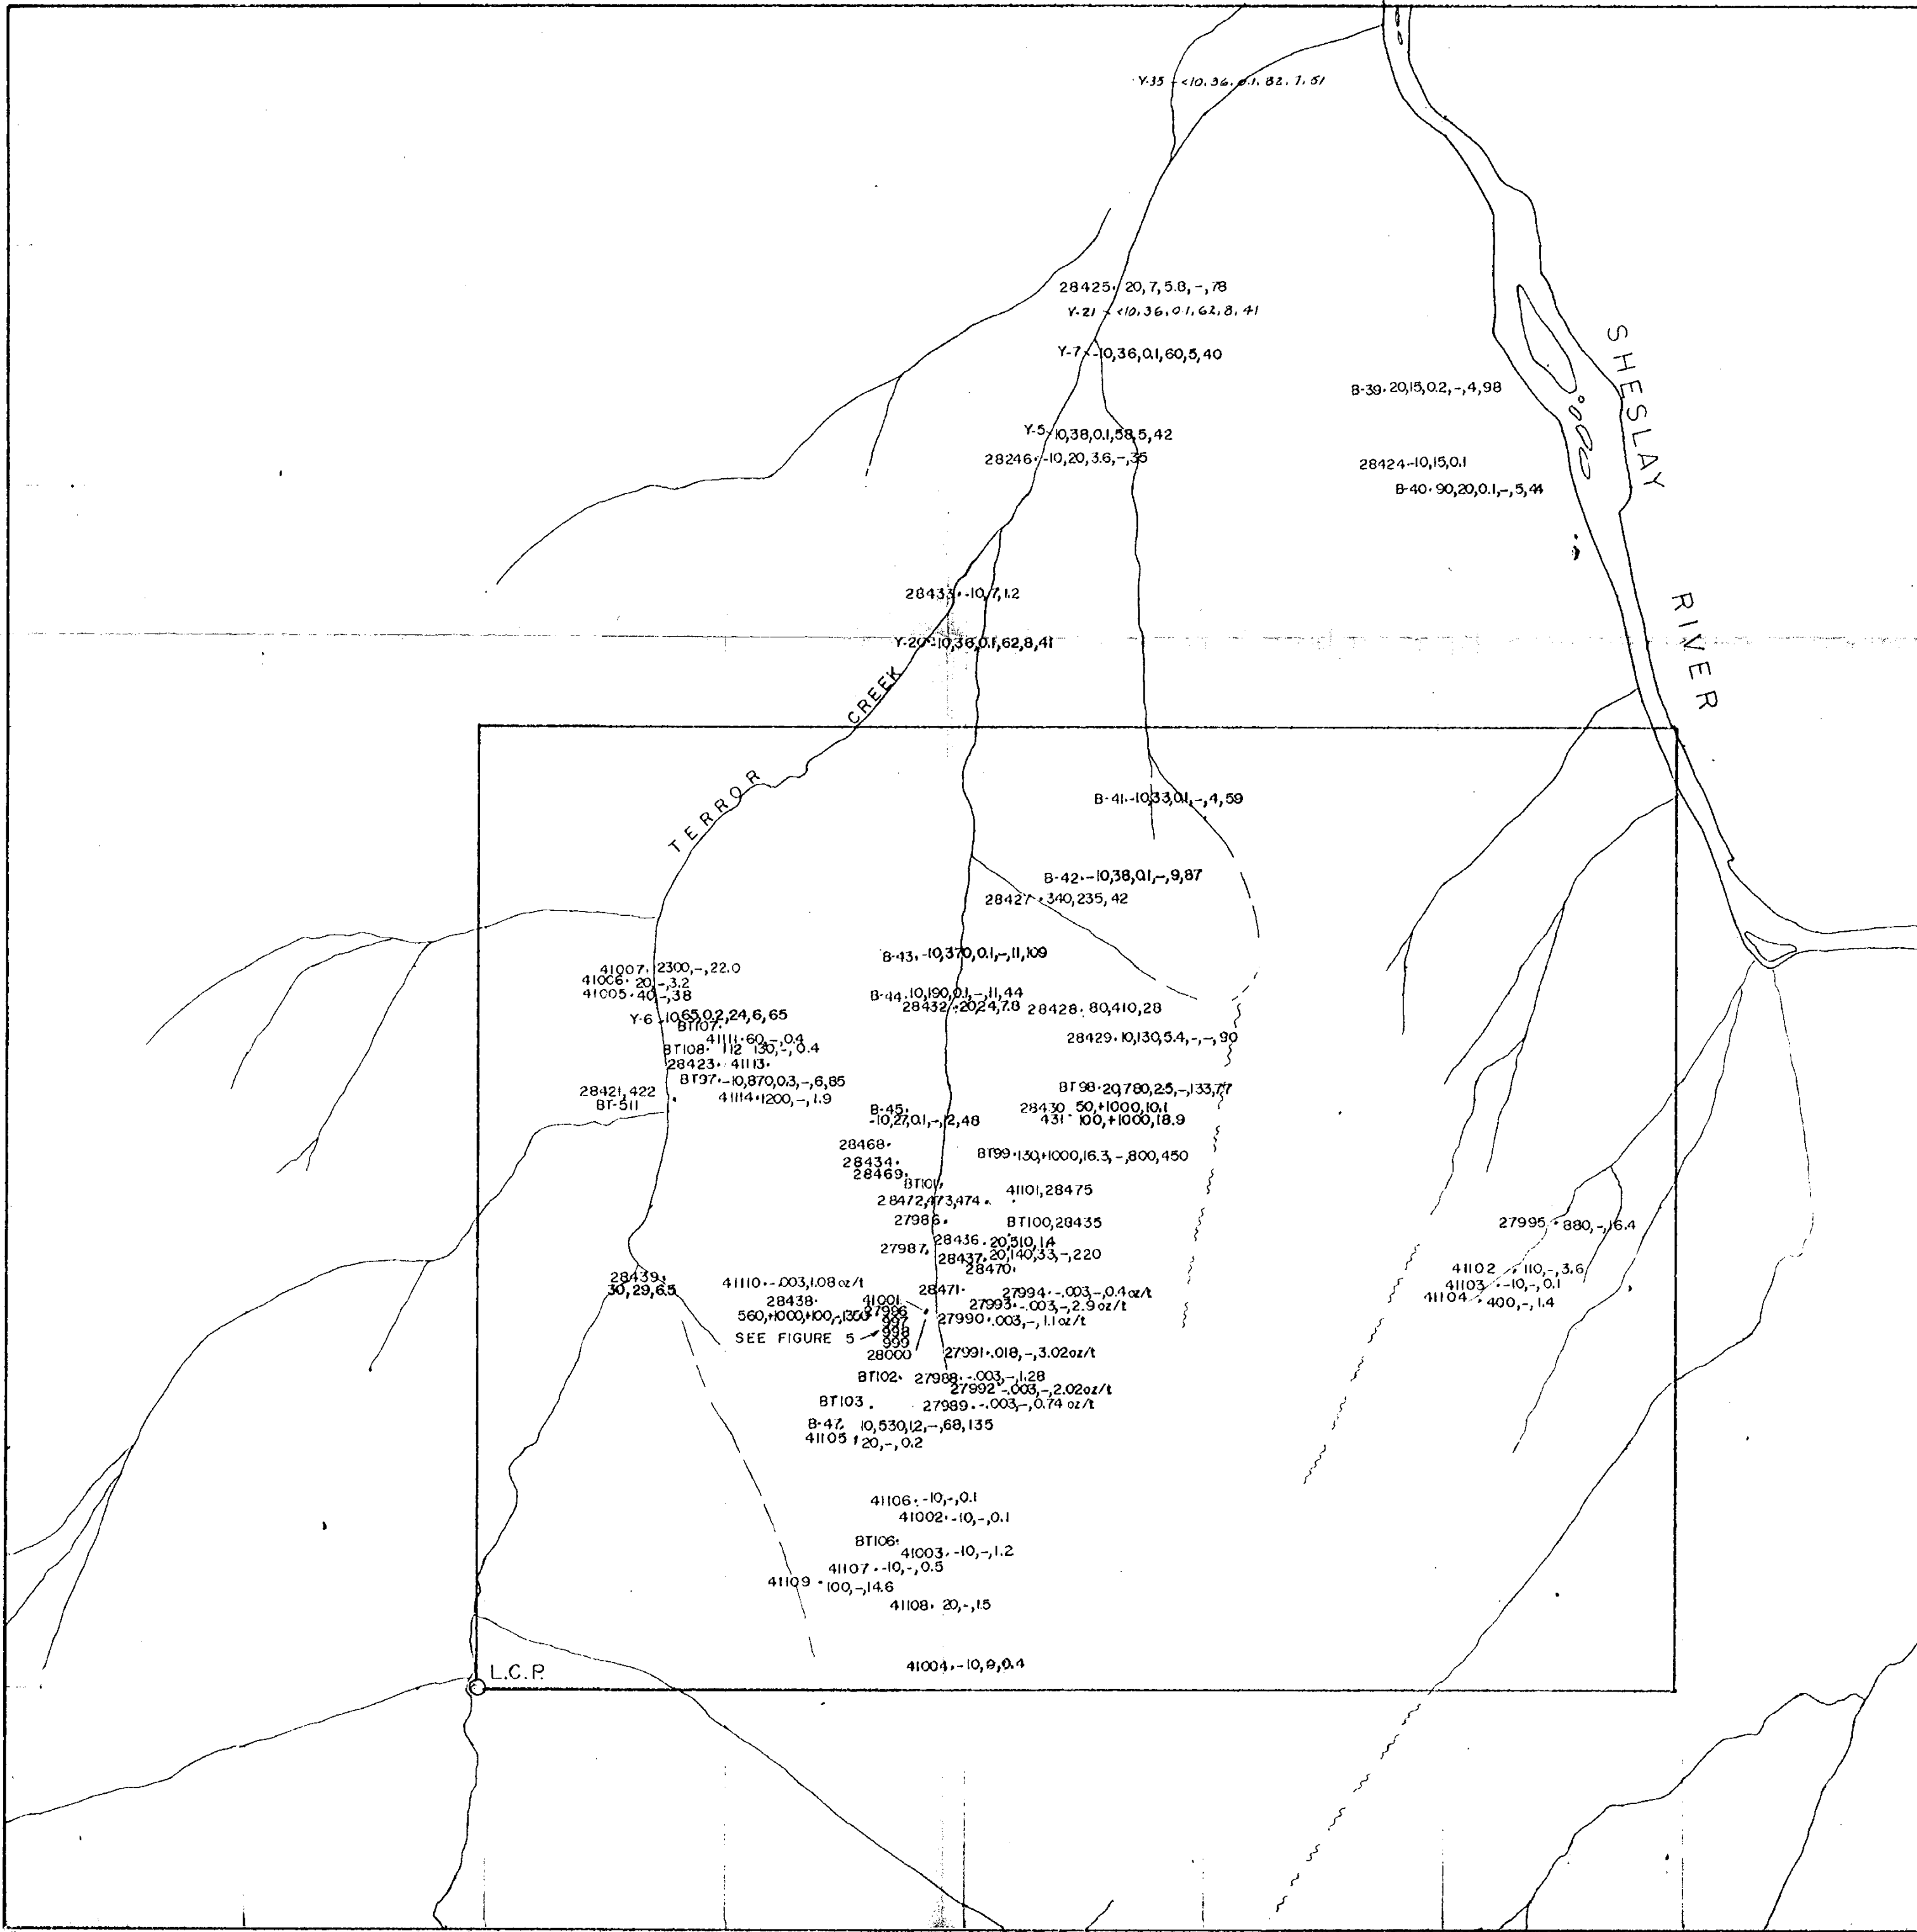 Y-35 - <10, 36, 0.1, 82, 7, 51
28425 · 20, 7, 5.8, -, 78
Y-21 - <10, 36, 0.1, 62, 8, 41
Y-7 · -10,36,0.1,60,5,40
SHESLAY
B-39 · 20,15,0.2,-,4,98
Y-5 · -10,38,0.1,58,5,42
28246 · -10,20,3.6,-,35
28424 · -10,15,0.1
B-40 · 90,20,0.1,-,5,44
28433 · -10,7,1.2
RIVER
Y-20 · -10,36,0.1,62,8,41
CREEK
TERROR
B-41 · -10,33,0.1,-,4,59
B-42 · -10,38,0.1,-,9,87
28427 · 340,235,42
B-43 · -10,370,0.1,-,11,109
41007 · 2300,-,22.0
41006 · 20,-,3.2
41005 · 40,-,38
B-44 · 10,190,0.1,-,11,44
28432 · -20,24,7.8
28428 · 80,410,28
Y-6 · -10,65,0.2,24,6,65
BT107 ·
41111 · 60,-,0.4
28429 · 10,130,5.4,-,-,90
BT108 · 112 130,-,0.4
28423 · 41113 ·
BT97 · -10,870,0.3,-,6,85
28421,422
BT-511
41114 · 1200,-,1.9
BT98 · 20,780,2.5,-,133,77
B-45 ·
-10,27,0.1,-,2,48
28430 50,+1000,10.1
431 · 100,+1000,18.9
28468 ·
28434 ·
28469 ·
BT99 · 130,+1000,16.3,-,800,450
BT101
41101,28475
28472,473,474 ·
27986 ·
BT100,28435
27995 · 880,-,16.4
28436 · 20,510,14
27987 ·
28437 · 20,140,33,-,220
28470 ·
41102 · 110,-,3.6
41103 · -10,-,0.1
41104 · 400,-,1.4
28439 ·
30,29,6.5
41110 · -.003,1.08 oz/t
28471 ·
27994 · -.003,-,0.4 oz/t
28438 ·
41001
27993 · -.003,-,2.9 oz/t
560,+1000,+100,-,1350
27996
997
998
999
28000
27990 · .003,-,1.1 oz/t
SEE FIGURE 5
27991 · .018,-,3.02 oz/t
BT102 ·
27988 · -.003,-,1.28
27992 · -.003,-,2.02 oz/t
BT103 ·
27989 · -.003,-,0.74 oz/t
B-47 · 10,530,1.2,-,68,135
41105 · 20,-,0.2
41106 · -10,-,0.1
41002 · -10,-,0.1
BT106 ·
41003 · -10,-,1.2
41107 · -10,-,0.5
41109 · 100,-,14.6
41108 · 20,-,1.5
41004 · -10,9,0.4
L.C.P.